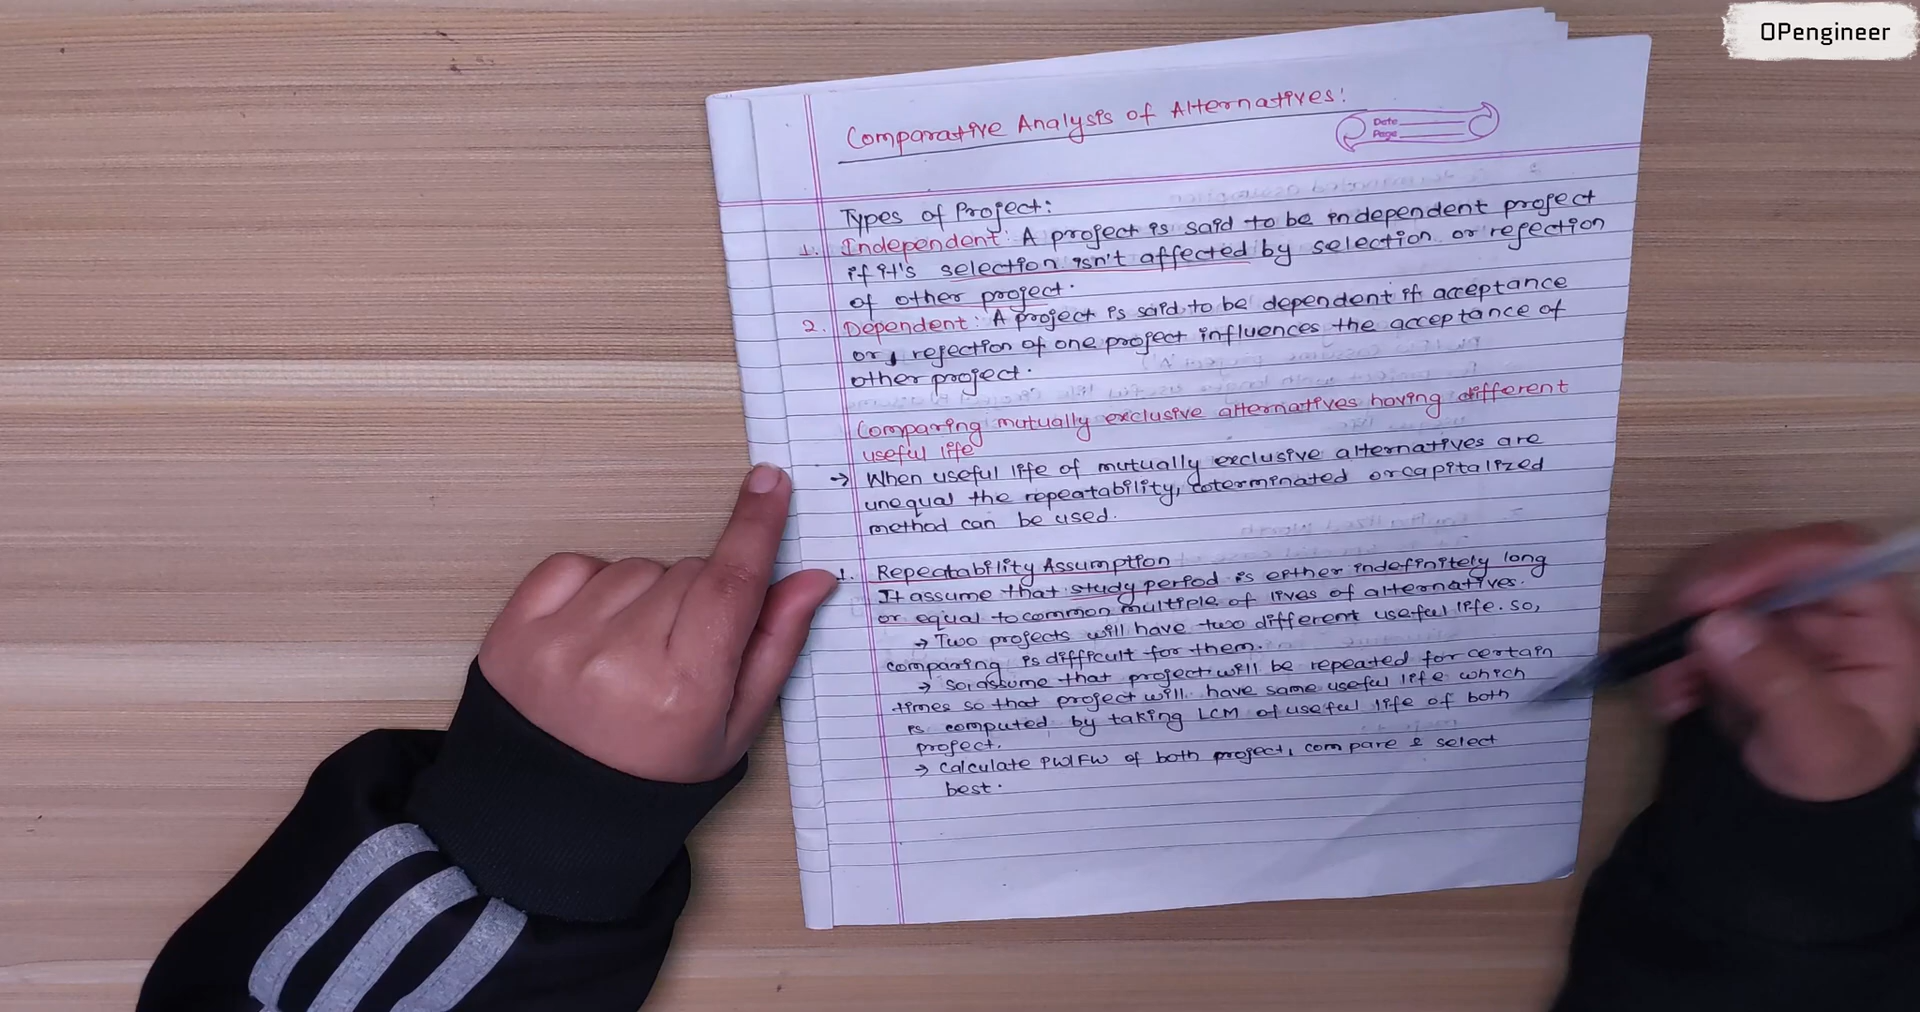 OPengineer
Comparative Analysis of Alternatives:
Date
Page
Types of Project:
1. Independent: A project is said to be independent project
if it's selection isn't affected by selection or rejection
of other project.
2. Dependent: A project is said to be dependent if acceptance
or rejection of one project influences the acceptance of
other project.
Comparing mutually exclusive alternatives having different
useful life
→ When useful life of mutually exclusive alternatives are
unequal the repeatability, coterminated or capitalized
method can be used.
1. Repeatability Assumption
It assume that study period is either indefinitely long
or equal to common multiple of lives of alternatives.
→ Two projects will have two different useful life. so,
comparing is difficult for them.
→ so, assume that project will be repeated for certain
times so that project will have same useful life which
is computed by taking LCM of useful life of both
project.
→ Calculate PW/FW of both project, compare & select
best.